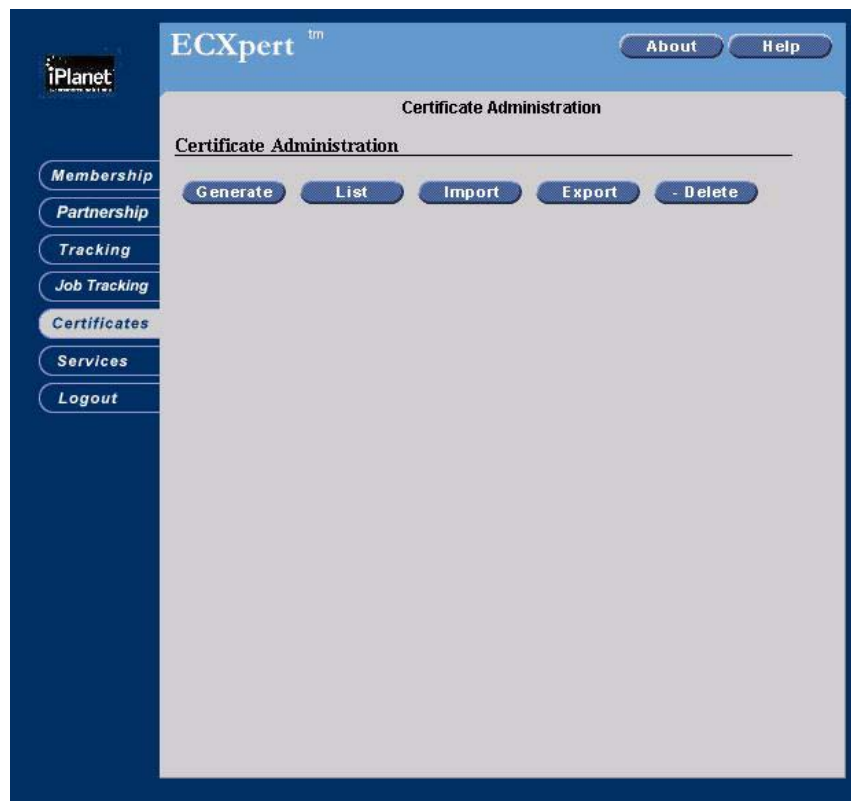 iPlanet
ECXpert tm
About Help
Certificate Administration
Certificate Administration
Generate List Import Export - Delete
Membership
Partnership
Tracking
Job Tracking
Certificates
Services
Logout